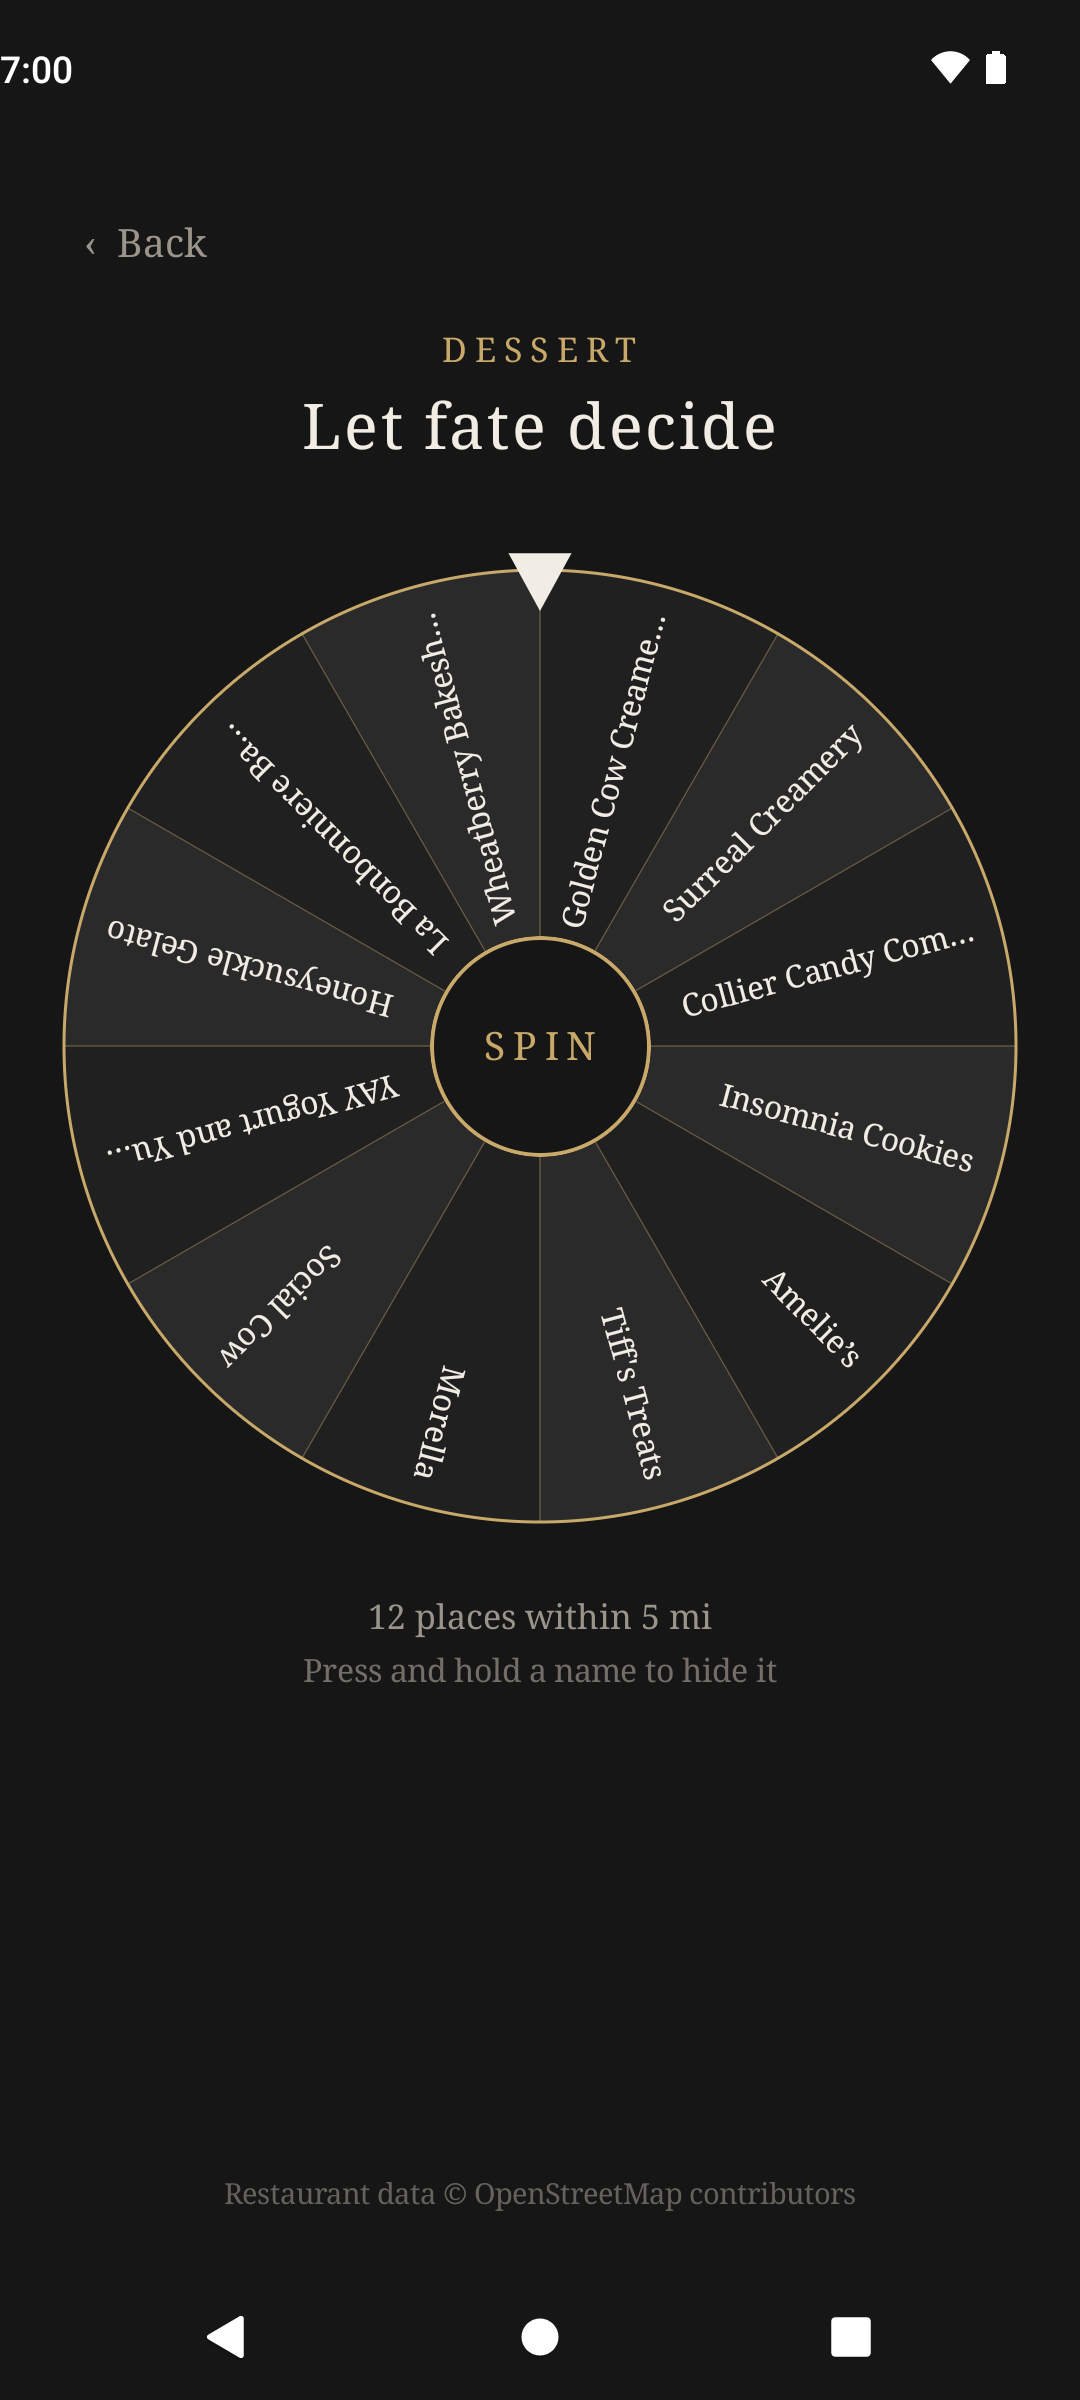 7:00
‹ Back
DESSERT
Let fate decide
Golden Cow Creame...
Surreal Creamery
Collier Candy Com...
Insomnia Cookies
Amelie’s
Tiff's Treats
Morella
Social Cow
YAY Yogurt and Yu...
Honeysuckle Gelato
La Bonbonniere Ba...
Wheatberry Bakesh...
SPIN
12 places within 5 mi
Press and hold a name to hide it
Restaurant data © OpenStreetMap contributors